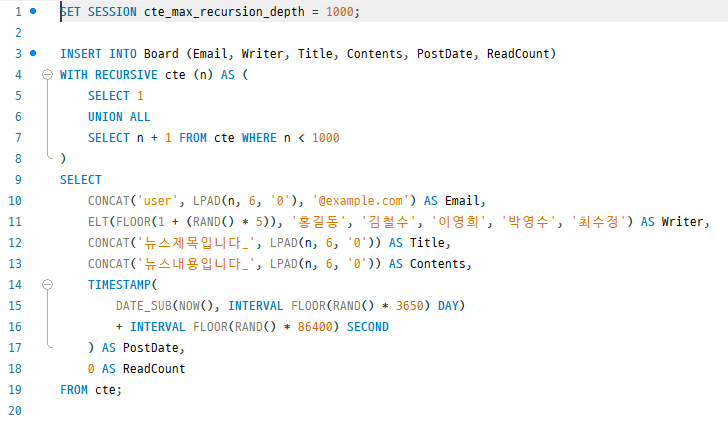 1 SET SESSION cte_max_recursion_depth = 1000;
2
3 INSERT INTO Board (Email, Writer, Title, Contents, PostDate, ReadCount)
4 WITH RECURSIVE cte (n) AS (
5 SELECT 1
6 UNION ALL
7 SELECT n + 1 FROM cte WHERE n < 1000
8 )
9 SELECT
10 CONCAT('user', LPAD(n, 6, '0'), '@example.com') AS Email,
11 ELT(FLOOR(1 + (RAND() * 5)), '홍길동', '김철수', '이영희', '박영수', '최수정') AS Writer,
12 CONCAT('뉴스제목입니다_', LPAD(n, 6, '0')) AS Title,
13 CONCAT('뉴스내용입니다_', LPAD(n, 6, '0')) AS Contents,
14 TIMESTAMP(
15 DATE_SUB(NOW(), INTERVAL FLOOR(RAND() * 3650) DAY)
16 + INTERVAL FLOOR(RAND() * 86400) SECOND
17 ) AS PostDate,
18 0 AS ReadCount
19 FROM cte;
20